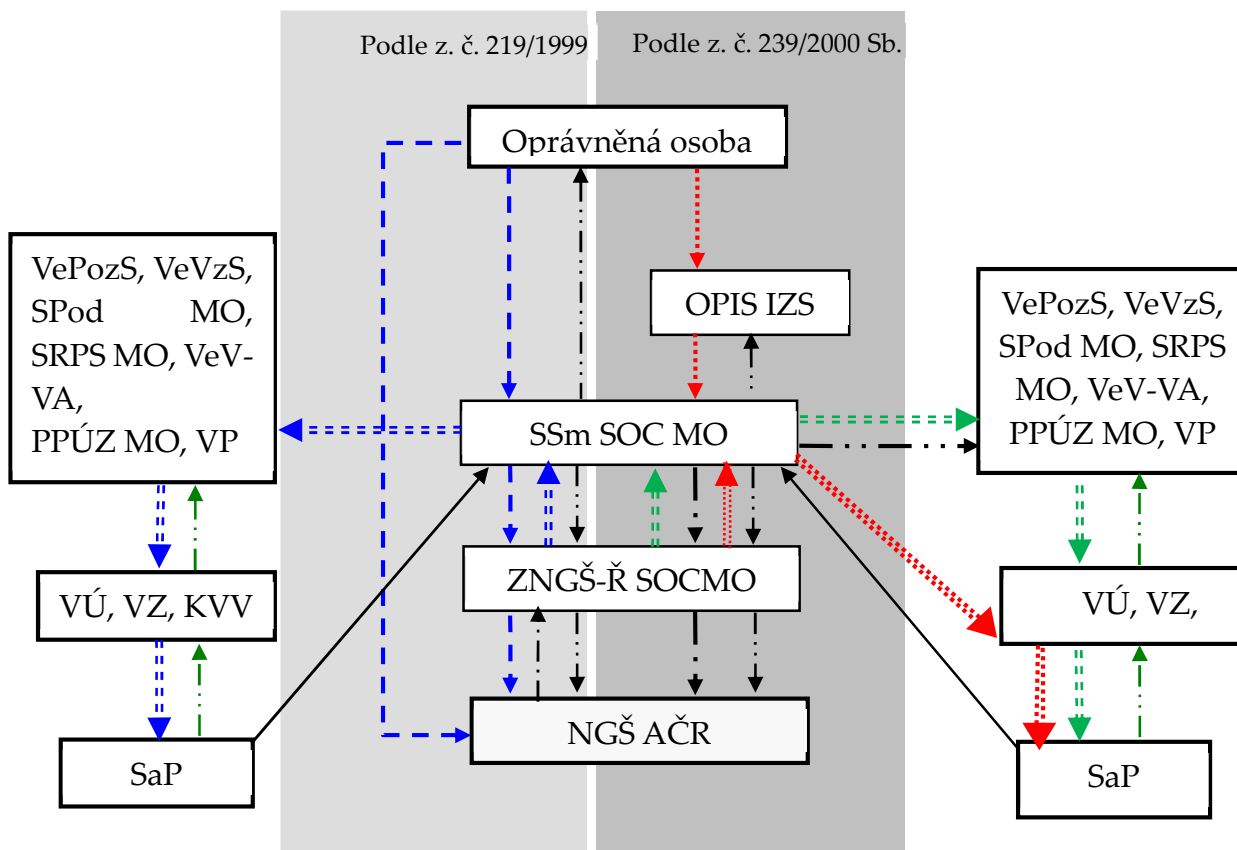 Podle z. č. 219/1999
Podle z. č. 239/2000 Sb.
Oprávněná osoba
VePozS, VeVzS,
SPod MO,
SRPS MO, VeV-
VA,
PPÚZ MO, VP
OPIS IZS
VePozS, VeVzS,
SPod MO, SRPS
MO, VeV-VA,
PPÚZ MO, VP
SSm SOC MO
ZNGŠ-Ř SOCMO
VÚ, VZ, KVV
VÚ, VZ,
NGŠ AČR
SaP
SaP